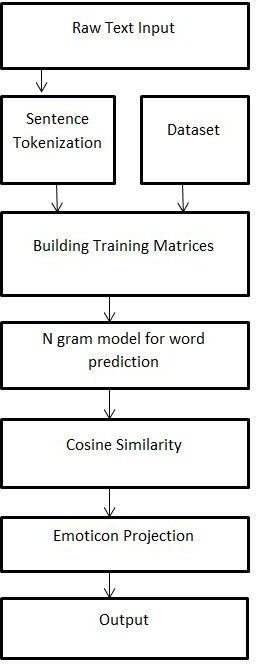 Raw Text Input
Sentence
Tokenization
Dataset
Building Training Matrices
N gram model for word
prediction
Cosine Similarity
Emoticon Projection
Output